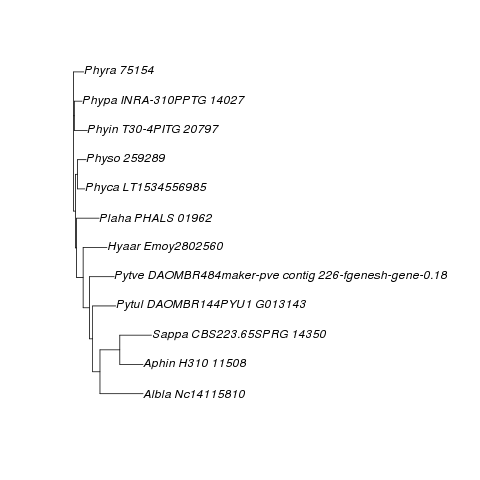 Phyra 75154
Phypa INRA-310PPTG 14027
Phyin T30-4PITG 20797
Physo 259289
Phyca LT1534556985
Plaha PHALS 01962
Hyaar Emoy2802560
Pytve DAOMBR484maker-pve contig 226-fgenesh-gene-0.18
Pytul DAOMBR144PYU1 G013143
Sappa CBS223.65SPRG 14350
Aphin H310 11508
Albla Nc14115810